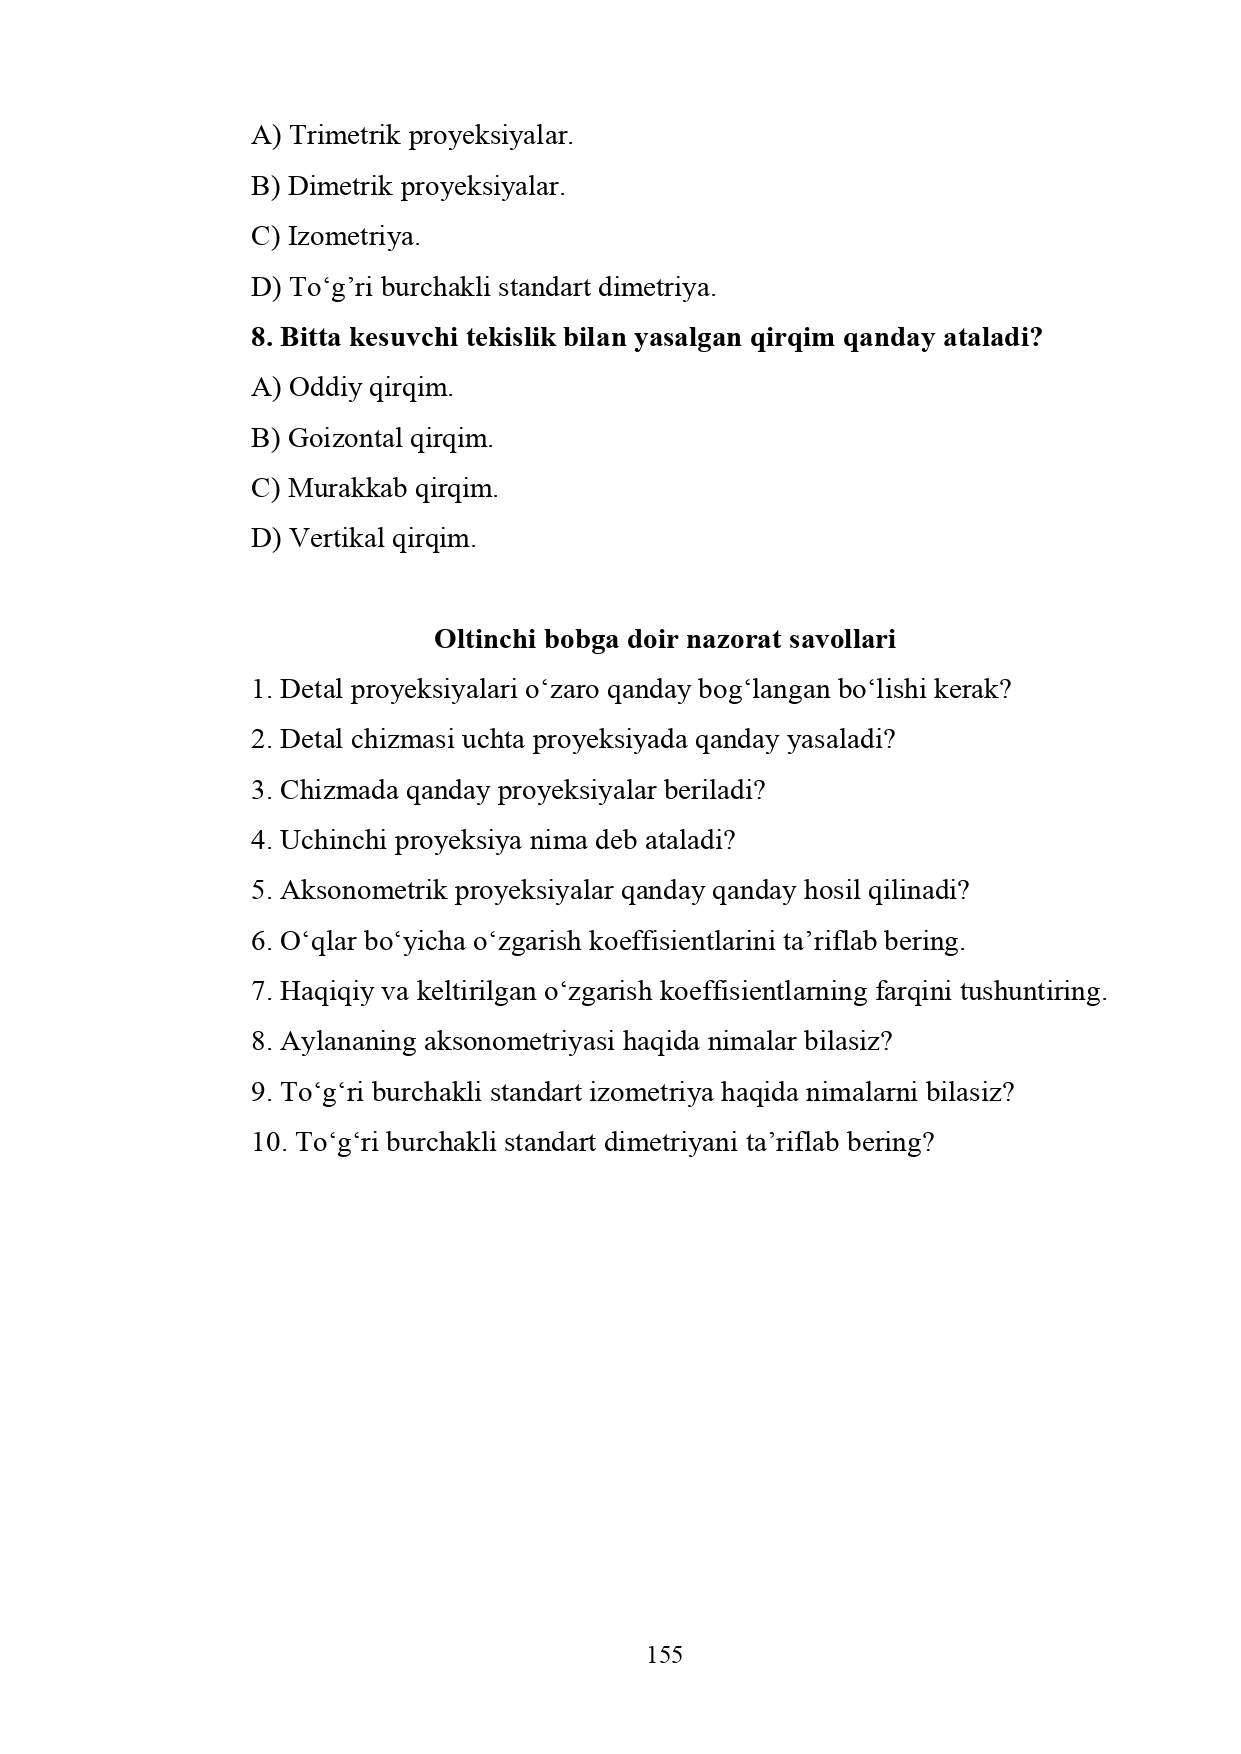 A) Trimetrik proyeksiyalar.
B) Dimetrik proyeksiyalar.
C) Izometriya.
D) To‘g’ri burchakli standart dimetriya.
8. Bitta kesuvchi tekislik bilan yasalgan qirqim qanday ataladi?
A) Oddiy qirqim.
B) Goizontal qirqim.
C) Murakkab qirqim.
D) Vertikal qirqim.
Oltinchi bobga doir nazorat savollari
1. Detal proyeksiyalari o‘zaro qanday bog‘langan bo‘lishi kerak?
2. Detal chizmasi uchta proyeksiyada qanday yasaladi?
3. Chizmada qanday proyeksiyalar beriladi?
4. Uchinchi proyeksiya nima deb ataladi?
5. Aksonometrik proyeksiyalar qanday qanday hosil qilinadi?
6. O‘qlar bo‘yicha o‘zgarish koeffisientlarini ta’riflab bering.
7. Haqiqiy va keltirilgan o‘zgarish koeffisientlarning farqini tushuntiring.
8. Aylananing aksonometriyasi haqida nimalar bilasiz?
9. To‘g‘ri burchakli standart izometriya haqida nimalarni bilasiz?
10. To‘g‘ri burchakli standart dimetriyani ta’riflab bering?
155